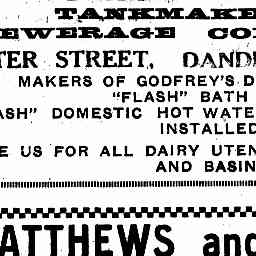 TANKMAKE
EWERAGE CO
TER STREET, DAND
MAKERS OF GODFREY'S D
"FLASH" BATH
ASH" DOMESTIC HOT WATE
INSTALLED
E US FOR ALL DAIRY UTEN
AND BASIN
ATTHEWS and